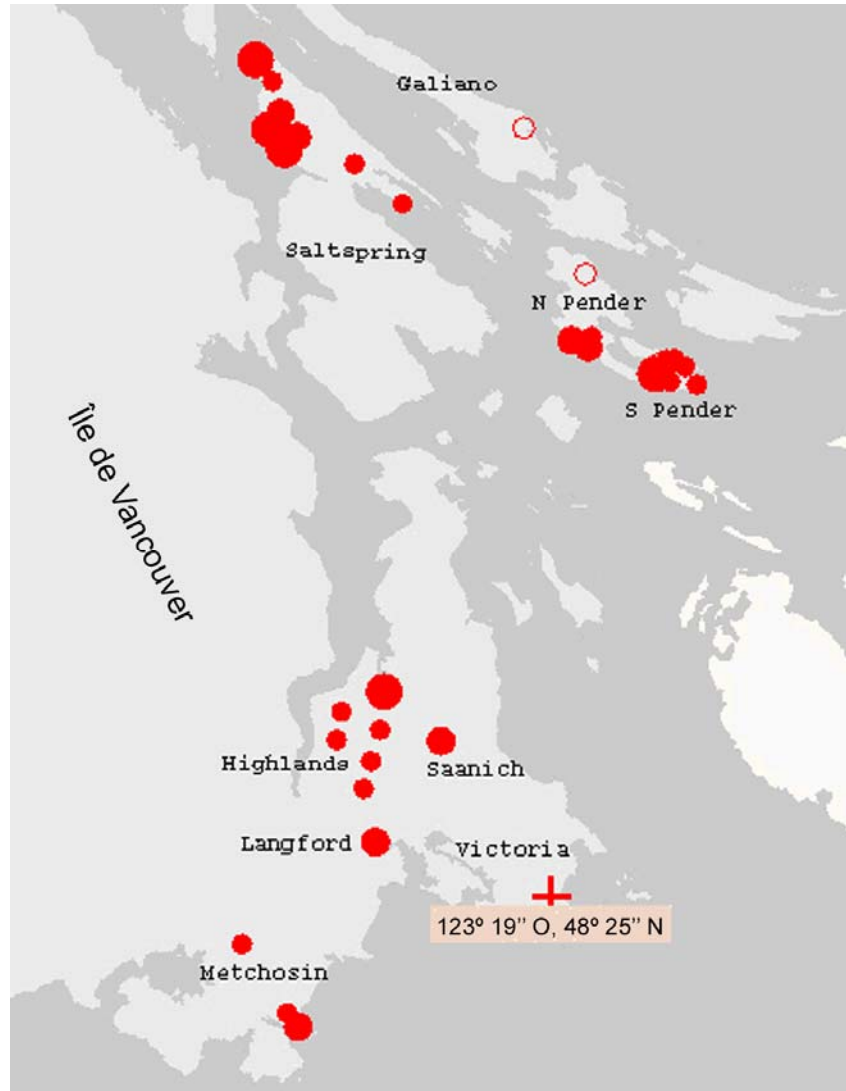 Galiano
Saltspring
N Pender
S Pender
Île de Vancouver
Highlands
Saanich
Langford
Victoria
123º 19” O, 48º 25” N
Metchosin